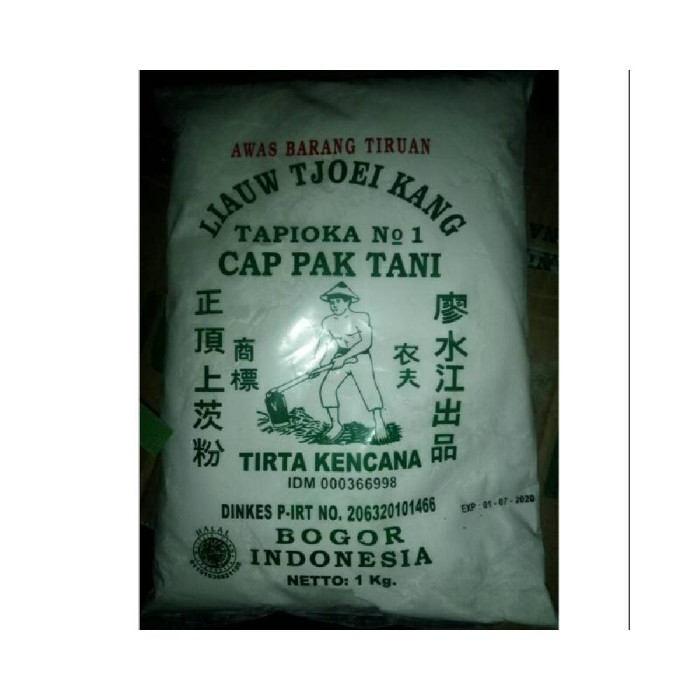 AWAS BARANG TIRUAN
LIAUW TJOEI KANG
TAPIOKA No 1
CAP PAK TANI
正頂上茨粉
商標
农夫
廖水江出品
TIRTA KENCANA
IDM 000366998
DINKES P-IRT NO. 206320101466
EXP : 01 - 07 - 2020
HALAL
BOGOR
INDONESIA
NETTO: 1 Kg.